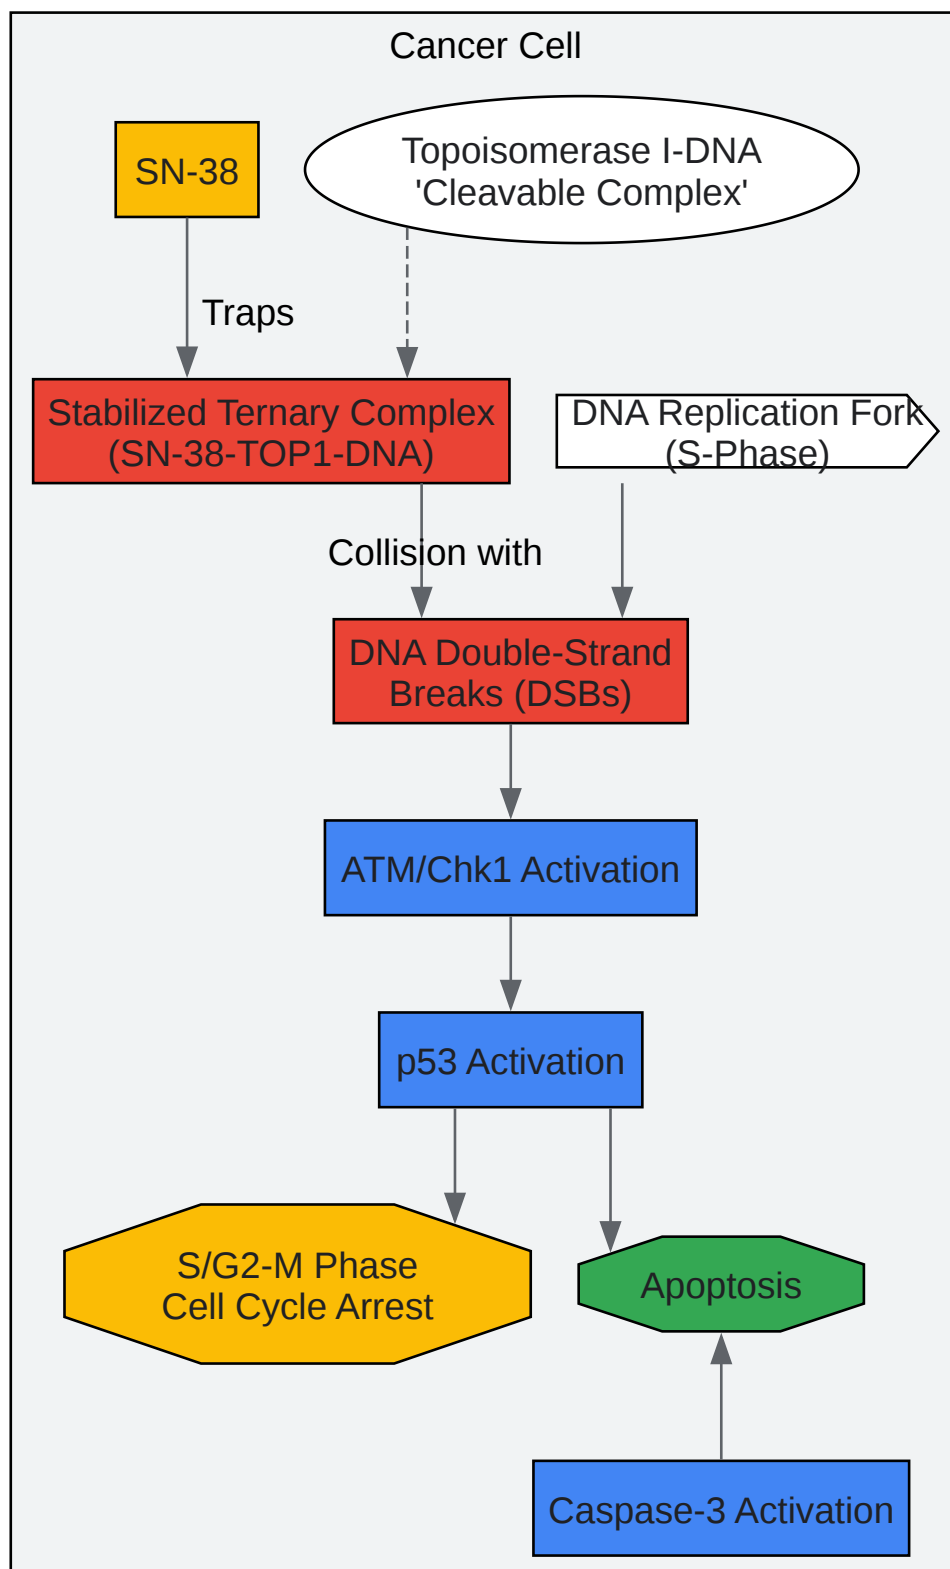 Cancer Cell
SN-38
Topoisomerase I-DNA
'Cleavable Complex'
Traps
Stabilized Ternary Complex
(SN-38-TOP1-DNA)
DNA Replication Fork
(S-Phase)
Collision with
DNA Double-Strand
Breaks (DSBs)
ATM/Chk1 Activation
p53 Activation
S/G2-M Phase
Cell Cycle Arrest
Apoptosis
Caspase-3 Activation